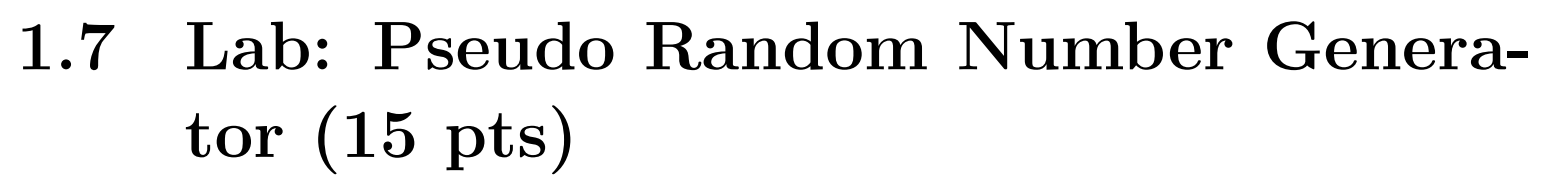 1.7 Lab: Pseudo Random Number Genera-
tor (15 pts)